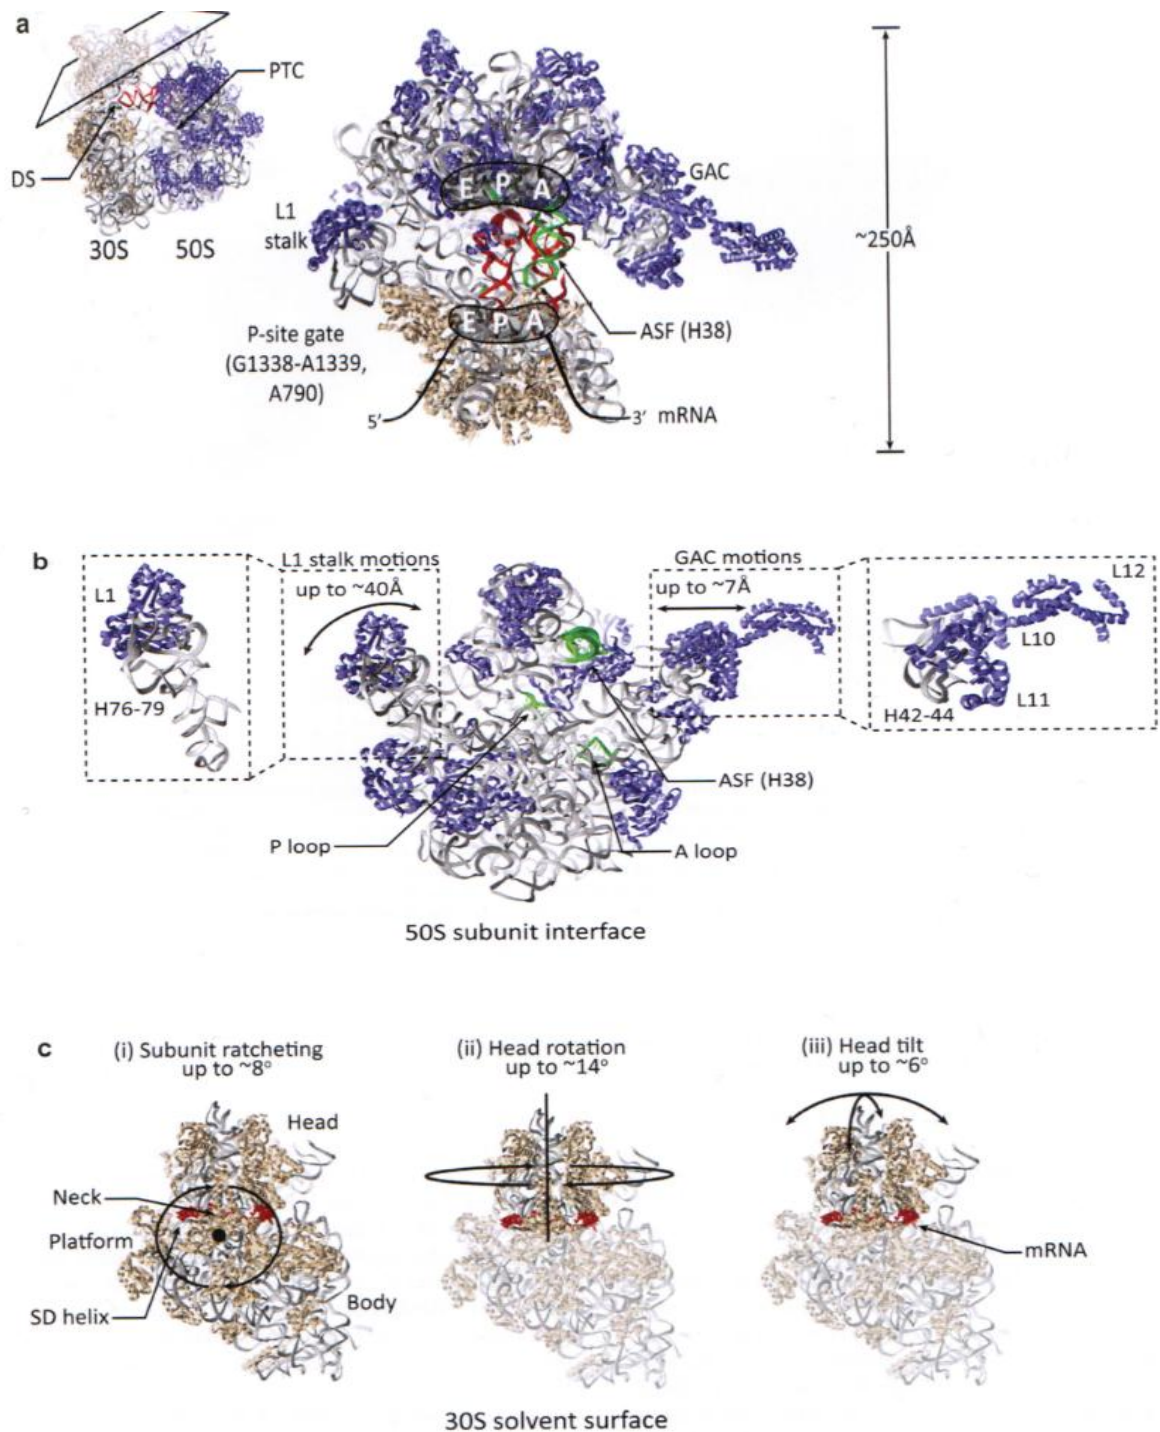 a
PTC
DS
30S 50S
L1
stalk
E P A
GAC
~250Å
E P A
ASF (H38)
P-site gate
(G1338-A1339,
A790)
5′
3′ mRNA
b
L1 stalk motions
up to ~40Å
GAC motions
up to ~7Å
L1
H76-79
L12
L10
L11
H42-44
ASF (H38)
P loop
A loop
50S subunit interface
c
(i) Subunit ratcheting
up to ~8°
(ii) Head rotation
up to ~14°
(iii) Head tilt
up to ~6°
Head
Neck
Platform
SD helix
Body
mRNA
30S solvent surface